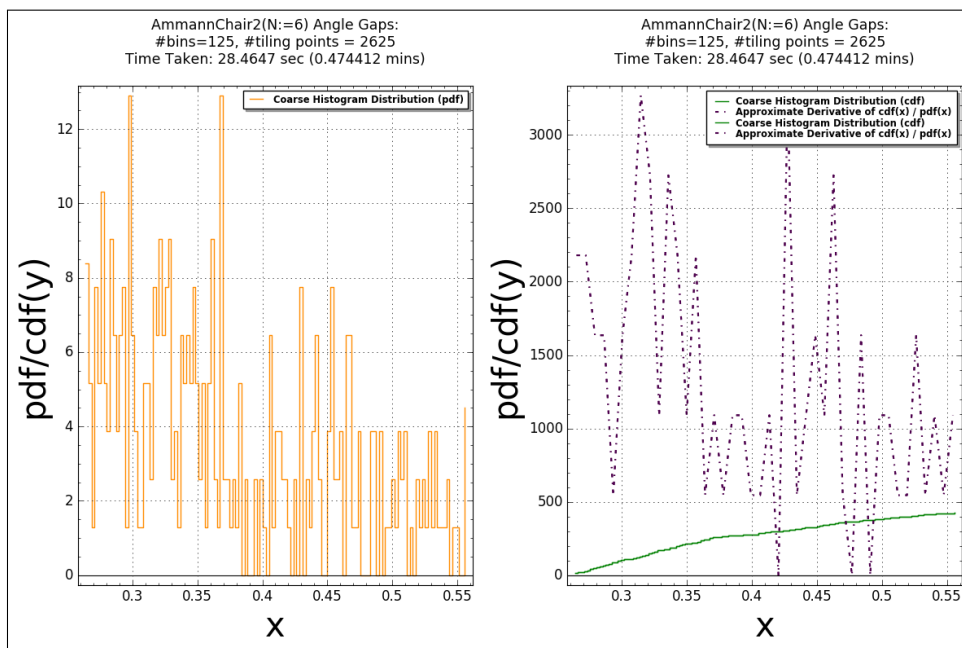 AmmannChair2(N:=6) Angle Gaps:
#bins=125, #tiling points = 2625
Time Taken: 28.4647 sec (0.474412 mins)
Coarse Histogram Distribution (pdf)
12
10
8
6
4
2
0
pdf/cdf(y)
0.3
0.35
0.4
0.45
0.5
0.55
x
AmmannChair2(N:=6) Angle Gaps:
#bins=125, #tiling points = 2625
Time Taken: 28.4647 sec (0.474412 mins)
Coarse Histogram Distribution (cdf)
Approximate Derivative of cdf(x) / pdf(x)
Coarse Histogram Distribution (cdf)
Approximate Derivative of cdf(x) / pdf(x)
3000
2500
2000
1500
1000
500
0
pdf/cdf(y)
0.3
0.35
0.4
0.45
0.5
0.55
x